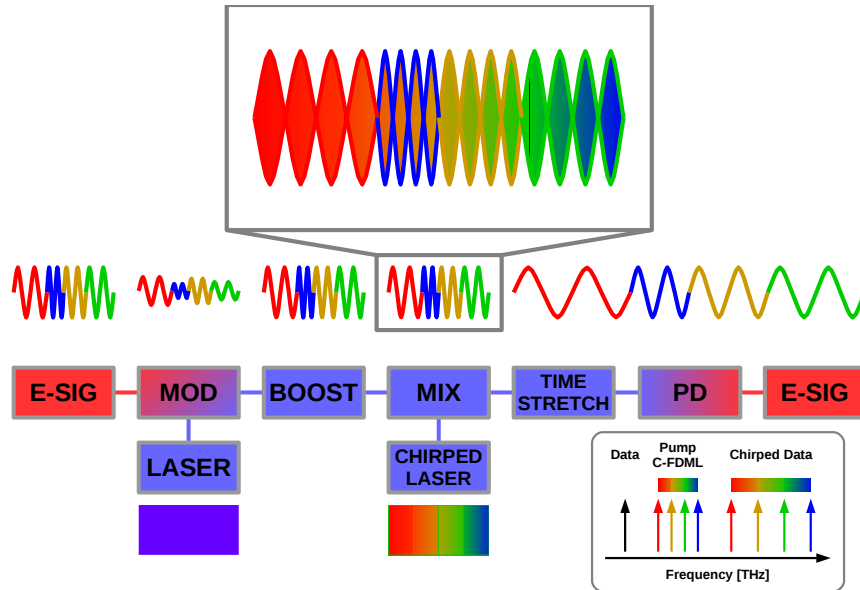 E-SIG
MOD
BOOST
MIX
TIME
STRETCH
PD
E-SIG
LASER
CHIRPED
LASER
Data
Pump
C-FDML
Chirped Data
Frequency [THz]